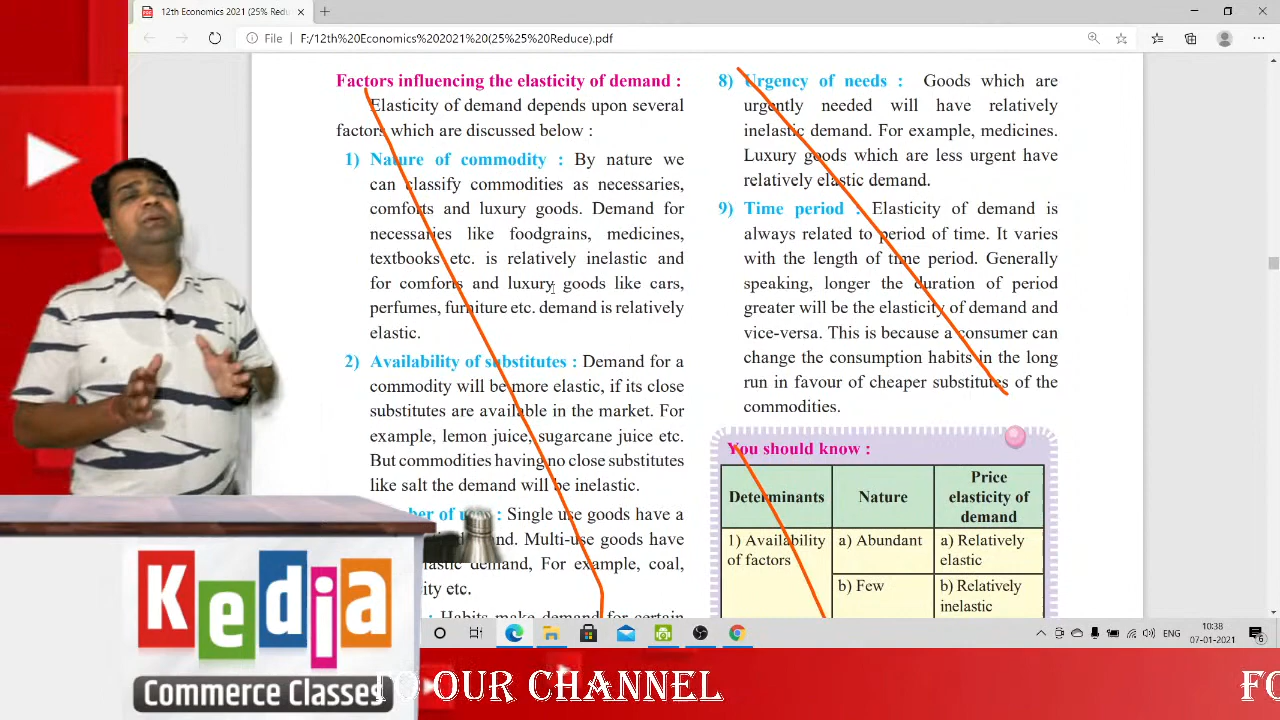 12th Economics 2021 (25% Redu
File
F:/12th%20Economics%202021%20(25%25%20Reduce).pdf
Factors influencing the elasticity of demand :
Elasticity of demand depends upon several
factors which are discussed below :
1) Nature of commodity : By nature we
can classify commodities as necessaries,
comforts and luxury goods. Demand for
necessaries like foodgrains, medicines,
textbooks etc. is relatively inelastic and
for comforts and luxury goods like cars,
perfumes, furniture etc. demand is relatively
elastic.
2) Availability of substitutes : Demand for a
commodity will be more elastic, if its close
substitutes are available in the market. For
example, lemon juice, sugarcane juice etc.
But commodities having no close substitutes
like salt the demand will be inelastic.
: Single use goods have a
Multi-use goods have
demand, For example, coal,
etc.
: Habits make demand for certain
8) Urgency of needs : Goods which are
urgently needed will have relatively
inelastic demand. For example, medicines.
Luxury goods which are less urgent have
relatively elastic demand.
9) Time period : Elasticity of demand is
always related to period of time. It varies
with the length of time period. Generally
speaking, longer the duration of period
greater will be the elasticity of demand and
vice-versa. This is because a consumer can
change the consumption habits in the long
run in favour of cheaper substitutes of the
commodities.
You should know :
Determinants
Nature
Price
elasticity of
demand
1) Availability
of factors
a) Abundant
a) Relatively
elastic
b) Few
b) Relatively
inelastic
ENG
10:38
07-01-2021
6
Kedia
Commerce Classes
TO OUR CHANNEL
FO